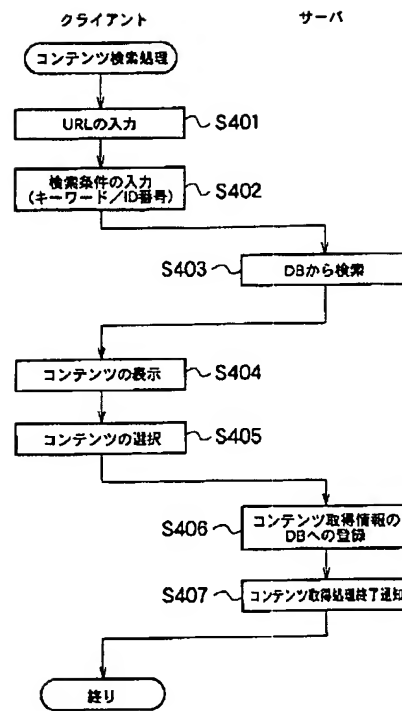 クライアント
サーバ
コンテンツ検索処理
URLの入力
S401
検索条件の入力
(キーワード/ID番号)
S402
S403
DBから検索
コンテンツの表示
S404
コンテンツの選択
S405
S406
コンテンツ取得情報の
DBへの登録
S407
コンテンツ取得処理終了通知
終り